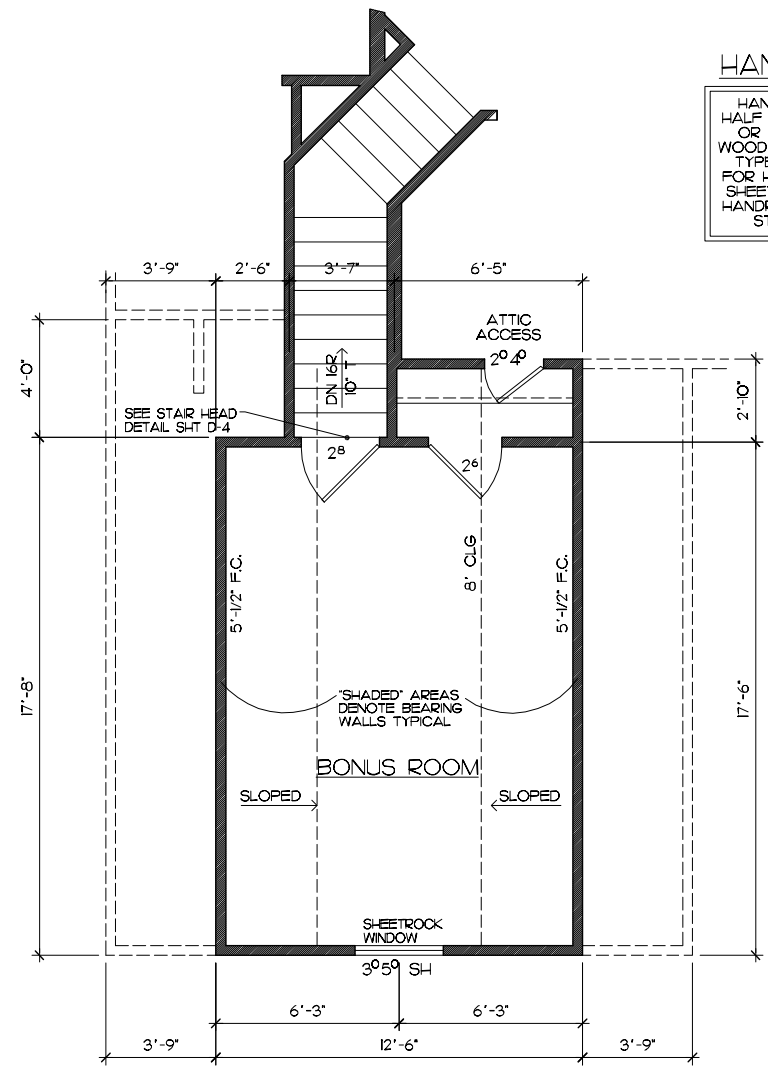 HAN
HAN
HALF
OR
WOOD
TYPE
FOR H
SHEET
HANDR
ST
3'-9"
2'-6"
3'-7"
6'-5"
ATTIC
ACCESS
2⁰ 4⁰
4'-0"
DN 16R
10" T
2'-10"
SEE STAIR HEAD
DETAIL SHT D-4
2⁸
2⁶
5'-1/2" F.C.
8' CLG
5'-1/2" F.C.
17'-8"
"SHADED" AREAS
DENOTE BEARING
WALLS TYPICAL
17'-6"
BONUS ROOM
SLOPED
SLOPED
SHEETROCK
WINDOW
3⁰5⁰ SH
6'-3"
6'-3"
3'-9"
12'-6"
3'-9"